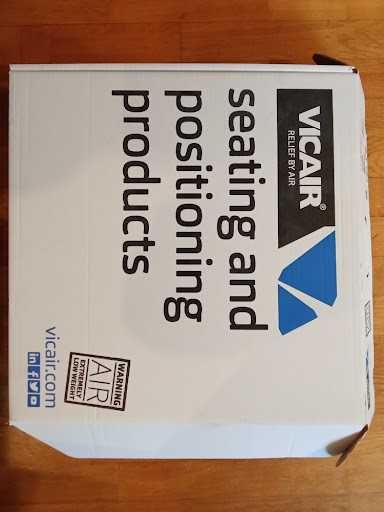 VICAIR®
RELIEF BY AIR
seating and
positioning
products
vicair.com
WARNING
AIR
EXTREMELY
LOW WEIGHT